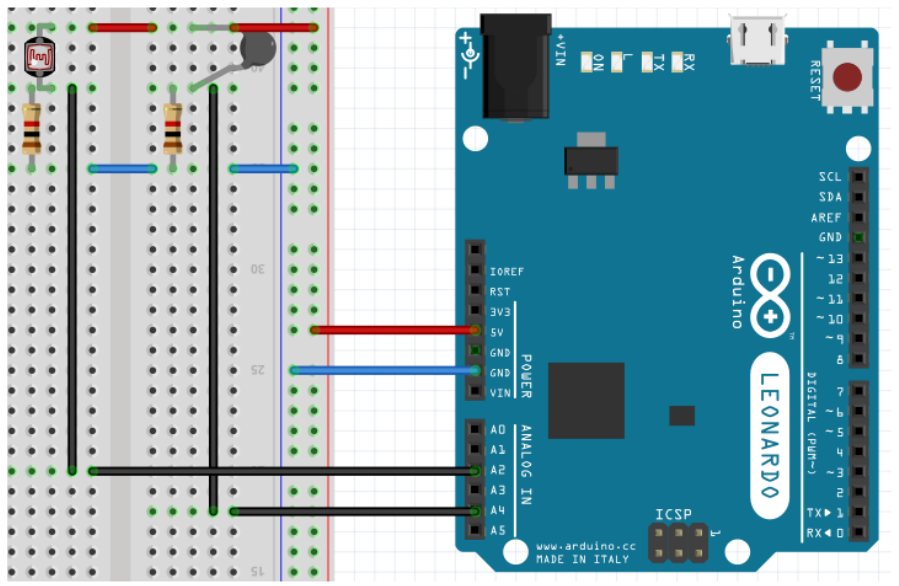 +VIN
ON
L
TX
RX
RESET
SCL
SDA
AREF
GND
~ 13
12
~ 11
~ 10
~ 9
8
IOREF
RST
3V3
5V
GND
GND
VIN
POWER
Arduino
TM
LEONARDO
7
~ 6
~ 5
4
~ 3
2
TX▶ 1
RX◀ 0
DIGITAL (PWM~)
A0
A1
A2
A3
A4
A5
ANALOG IN
ICSP
1
www.arduino.cc
MADE IN ITALY
40
30
25
15